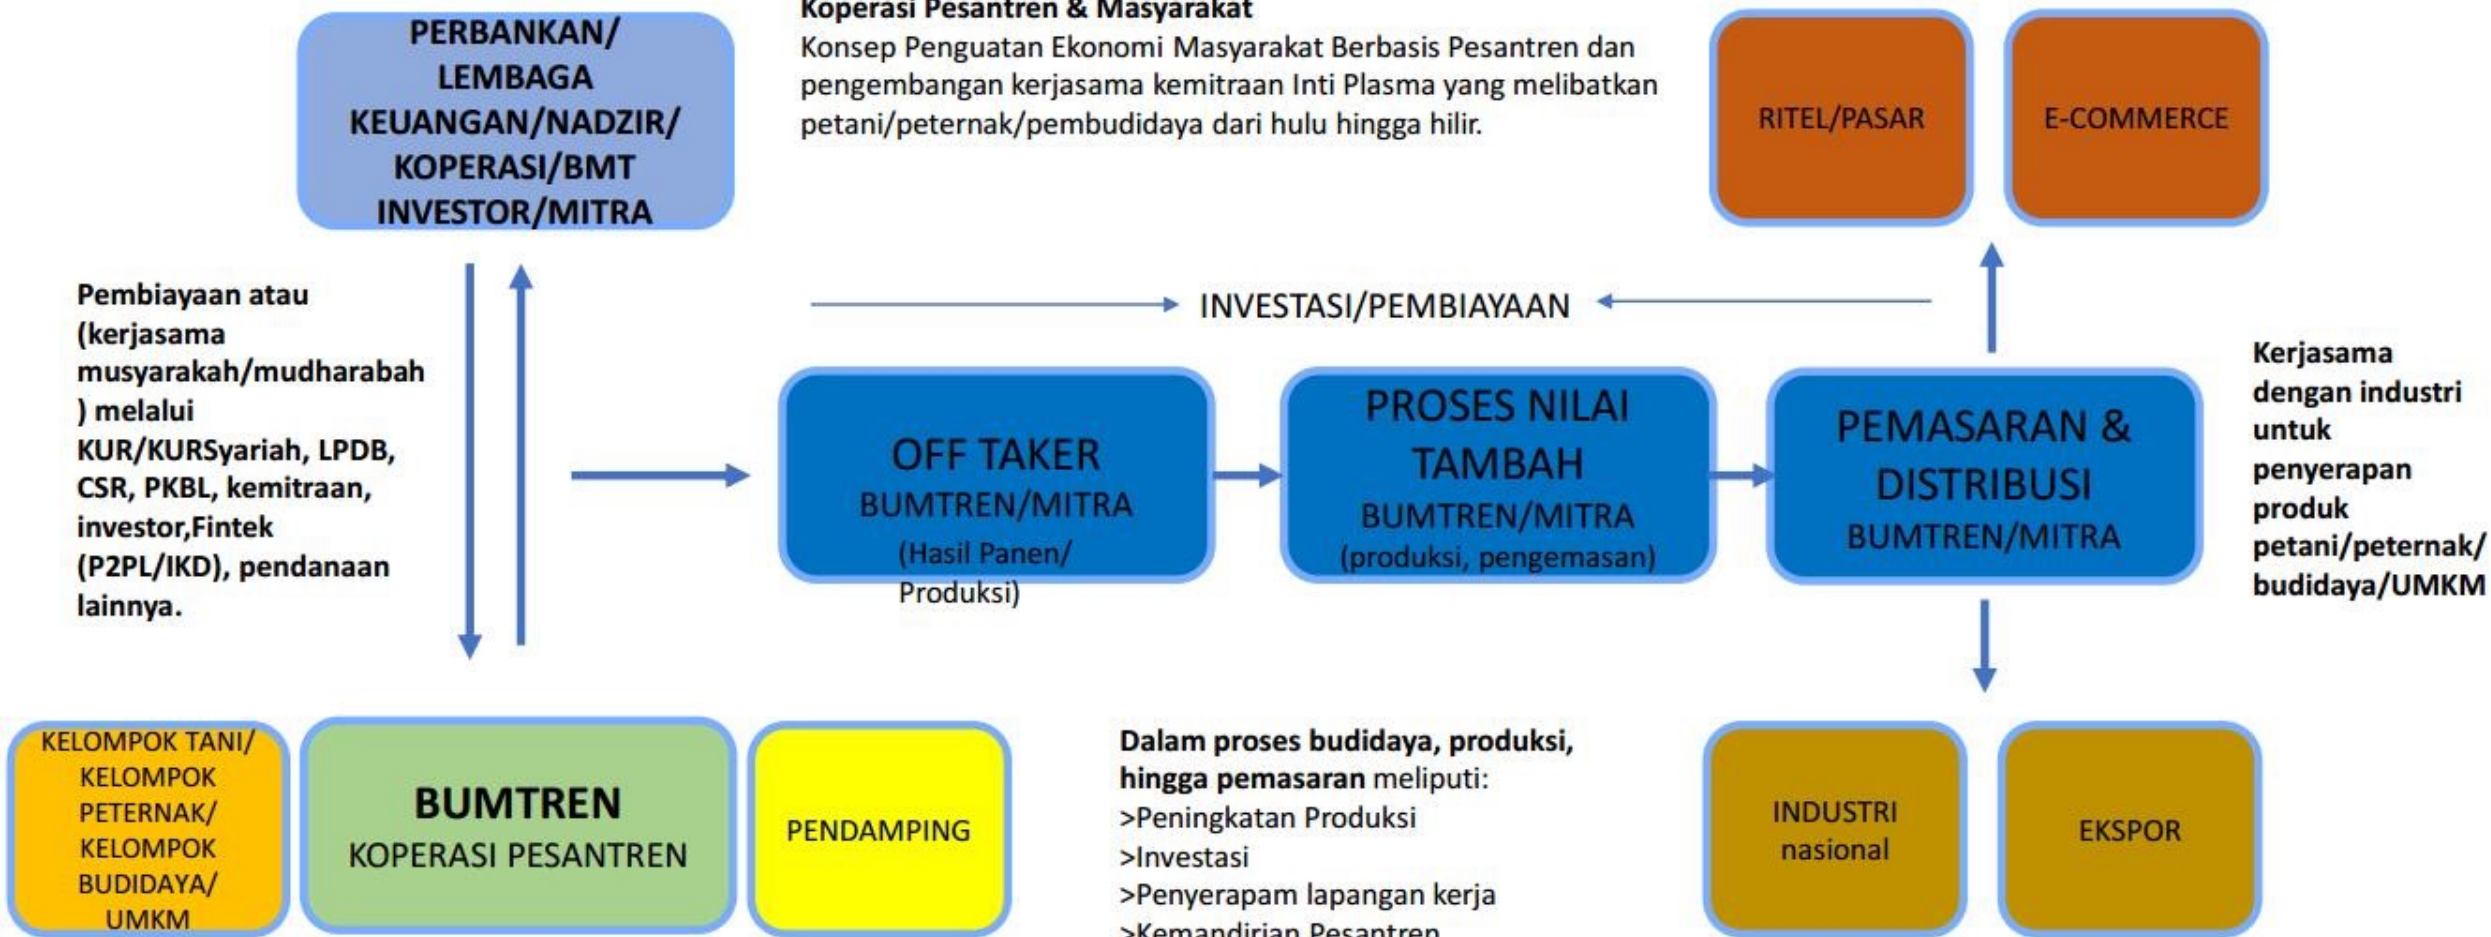 Koperasi Pesantren & Masyarakat
Konsep Penguatan Ekonomi Masyarakat Berbasis Pesantren dan
pengembangan kerjasama kemitraan Inti Plasma yang melibatkan
petani/peternak/pembudidaya dari hulu hingga hilir.
PERBANKAN/
LEMBAGA
KEUANGAN/NADZIR/
KOPERASI/BMT
INVESTOR/MITRA
RITEL/PASAR
E-COMMERCE
Pembiayaan atau
(kerjasama
musyarakah/mudharabah
) melalui
KUR/KURSyariah, LPDB,
CSR, PKBL, kemitraan,
investor,Fintek
(P2PL/IKD), pendanaan
lainnya.
INVESTASI/PEMBIAYAAN
OFF TAKER
BUMTREN/MITRA
(Hasil Panen/
Produksi)
PROSES NILAI
TAMBAH
BUMTREN/MITRA
(produksi, pengemasan)
PEMASARAN &
DISTRIBUSI
BUMTREN/MITRA
Kerjasama
dengan industri
untuk
penyerapan
produk
petani/peternak/
budidaya/UMKM
KELOMPOK TANI/
KELOMPOK
PETERNAK/
KELOMPOK
BUDIDAYA/
UMKM
BUMTREN
KOPERASI PESANTREN
PENDAMPING
Dalam proses budidaya, produksi,
hingga pemasaran meliputi:
>Peningkatan Produksi
>Investasi
>Penyerapam lapangan kerja
>Kemandirian Pesantren
INDUSTRI
nasional
EKSPOR